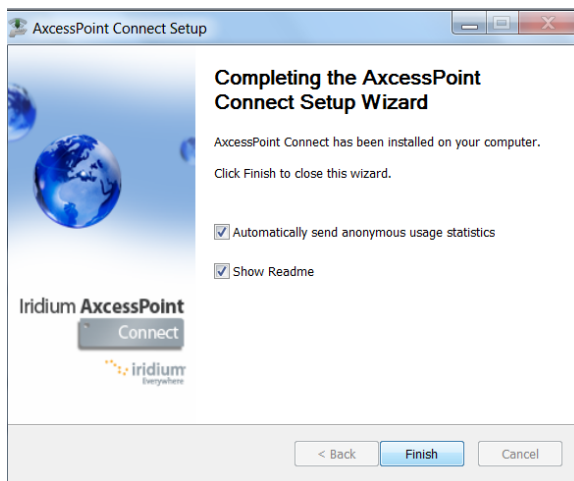 AxcessPoint Connect Setup
Completing the AxcessPoint
Connect Setup Wizard
AxcessPoint Connect has been installed on your computer.
Click Finish to close this wizard.
Automatically send anonymous usage statistics
Show Readme
Iridium AxcessPoint
Connect
iridium
Everywhere
< Back
Finish
Cancel